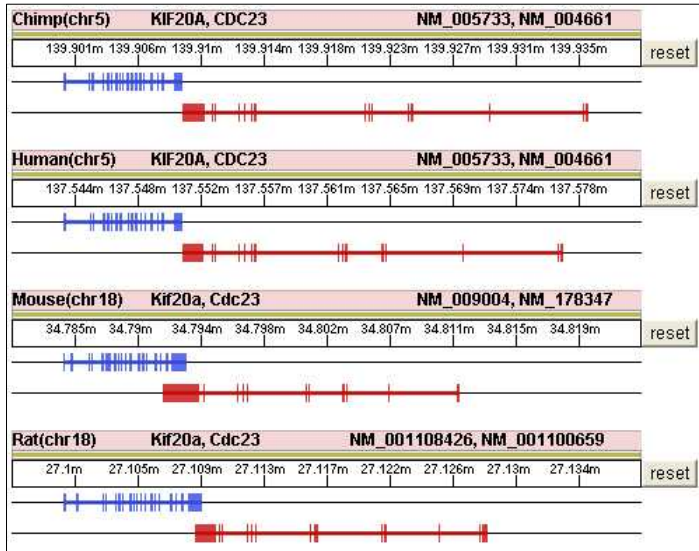 Chimp(chr5) KIF20A, CDC23 NM_005733, NM_004661
139.901m 139.906m 139.91m 139.914m 139.918m 139.923m 139.927m 139.931m 139.935m
reset
Human(chr5) KIF20A, CDC23 NM_005733, NM_004661
137.544m 137.548m 137.552m 137.557m 137.561m 137.565m 137.569m 137.574m 137.578m
reset
Mouse(chr18) Kif20a, Cdc23 NM_009004, NM_178347
34.785m 34.79m 34.794m 34.798m 34.802m 34.807m 34.811m 34.815m 34.819m
reset
Rat(chr18) Kif20a, Cdc23 NM_001108426, NM_001100659
27.1m 27.105m 27.109m 27.113m 27.117m 27.122m 27.126m 27.13m 27.134m
reset